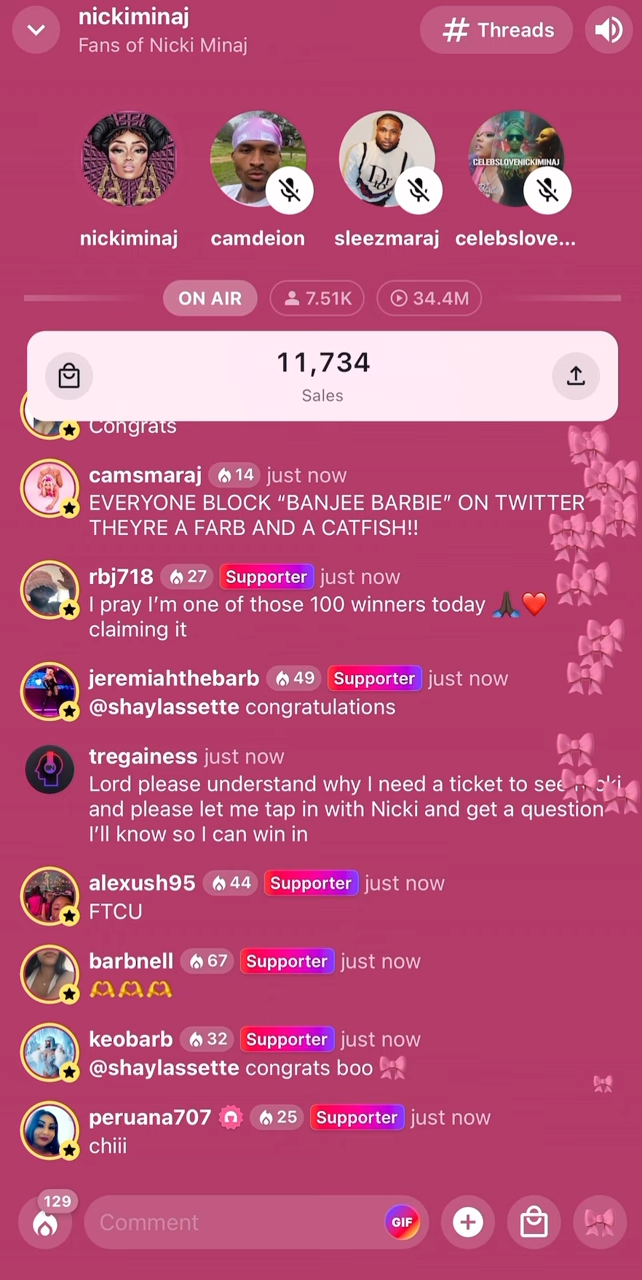 nickiminaj
Fans of Nicki Minaj
# Threads
CELEBSLOVENICKIMINAJ
nickiminaj
camdeion
sleezmaraj
celebslove...
ON AIR
7.51K
34.4M
11,734
Sales
Congrats
camsmaraj 14 just now
EVERYONE BLOCK “BANJEE BARBIE” ON TWITTER
THEYRE A FARB AND A CATFISH!!
rbj718 27 Supporter just now
I pray I’m one of those 100 winners today 🙏🏿❤️
claiming it
jeremiahthebarb 49 Supporter just now
@shaylassette congratulations
tregainess just now
Lord please understand why I need a ticket to see
and please let me tap in with Nicki and get a question
I’ll know so I can win in
alexush95 44 Supporter just now
FTCU
barbnell 67 Supporter just now
🫶🫶🫶
keobarb 32 Supporter just now
@shaylassette congrats boo 🎀
peruana707 25 Supporter just now
chiii
129
Comment
GIF